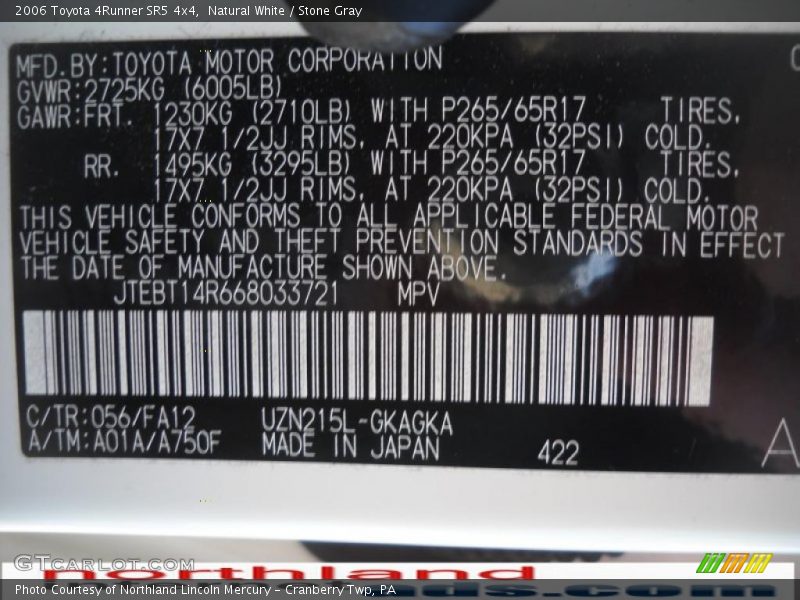 2006 Toyota 4Runner SR5 4x4, Natural White / Stone Gray
MFD.BY:TOYOTA MOTOR CORPORATION
GVWR:2725KG (6005LB)
GAWR:FRT. 1230KG (2710LB) WITH P265/65R17 TIRES,
17X7 1/2JJ RIMS, AT 220KPA (32PSI) COLD.
RR. 1495KG (3295LB) WITH P265/65R17 TIRES,
17X7 1/2JJ RIMS, AT 220KPA (32PSI) COLD.
THIS VEHICLE CONFORMS TO ALL APPLICABLE FEDERAL MOTOR
VEHICLE SAFETY AND THEFT PREVENTION STANDARDS IN EFFECT
THE DATE OF MANUFACTURE SHOWN ABOVE.
JTEBT14R668033721 MPV
C/TR:056/FA12 UZN215L-GKAGKA
A/TM:A01A/A750F MADE IN JAPAN 422
A
GTCARLOT.COM
northland
Photo Courtesy of Northland Lincoln Mercury - Cranberry Twp, PA